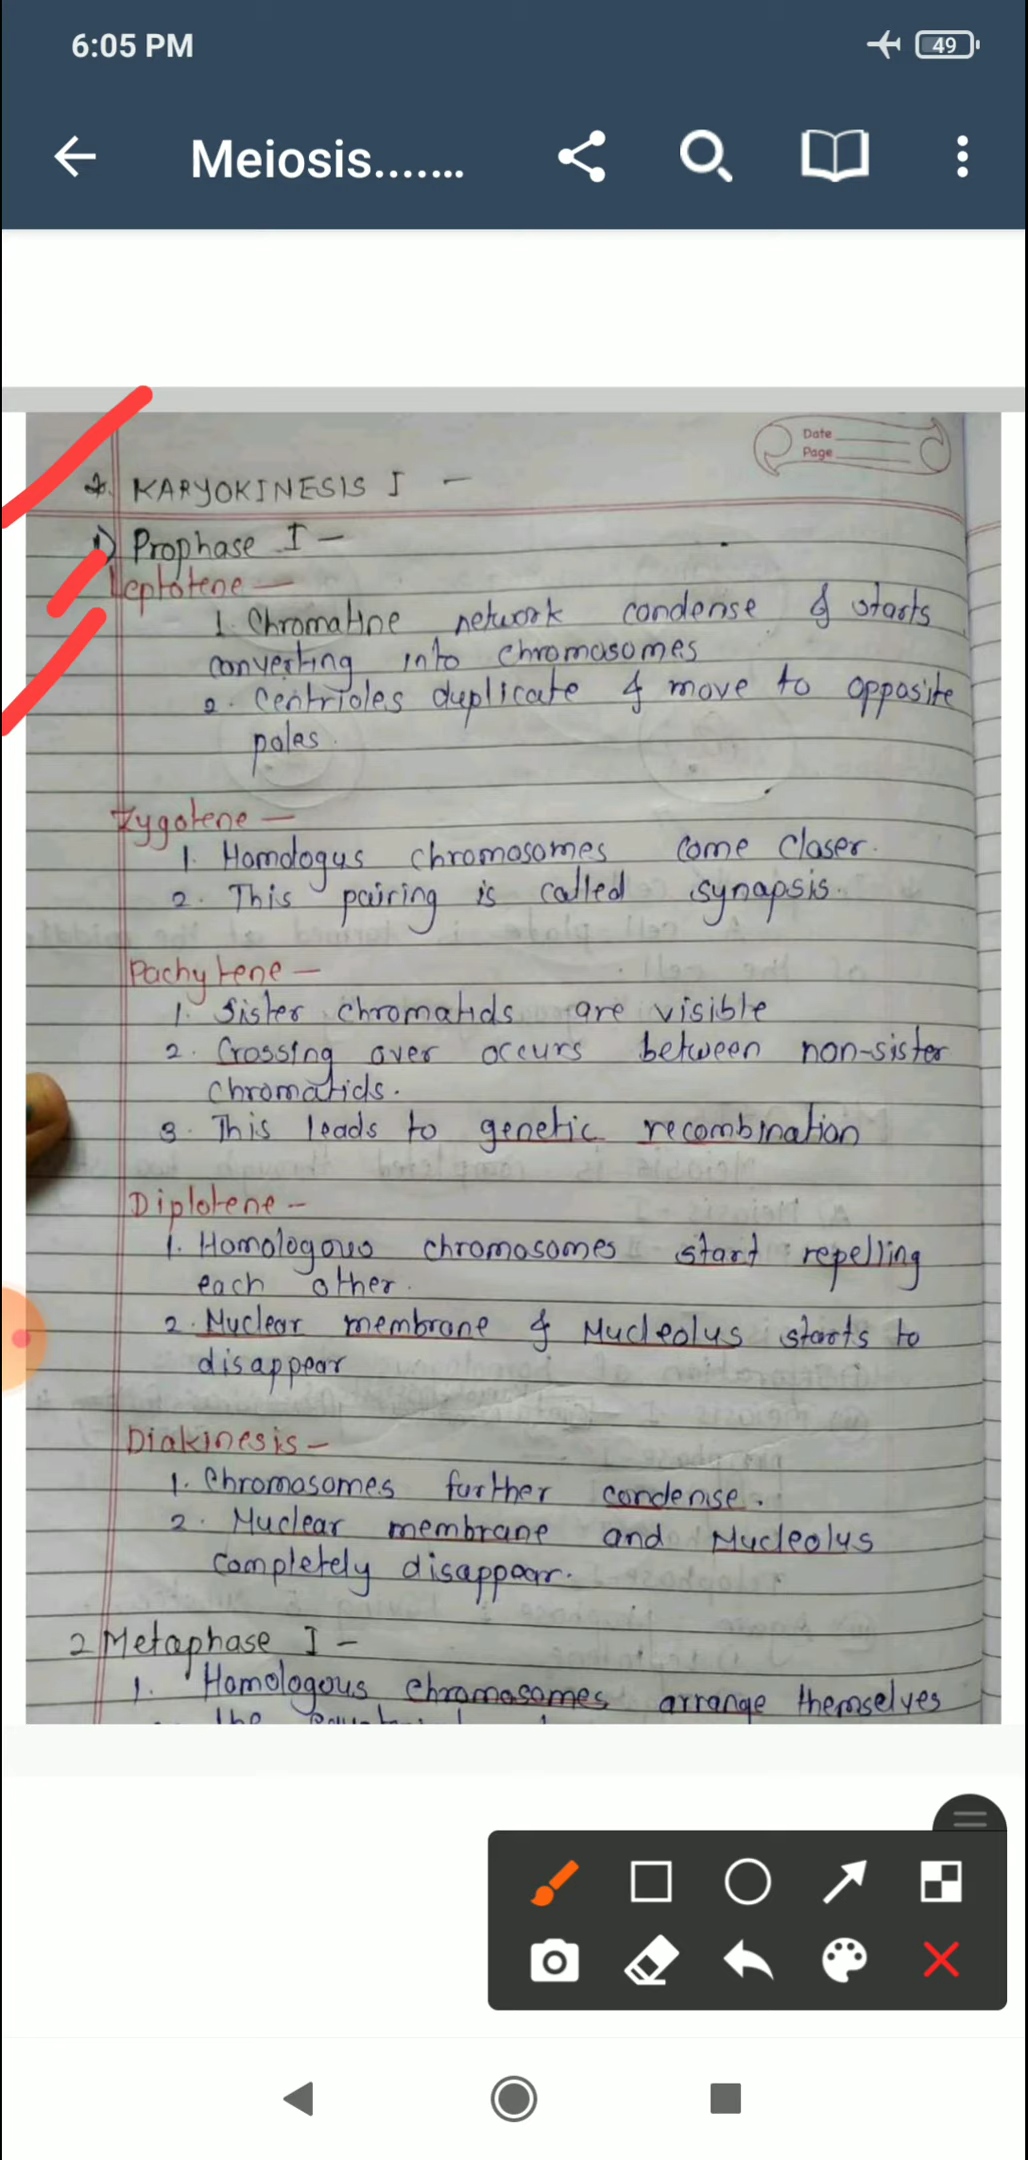 6:05 PM
49
Meiosis.......
Date
Page
KARYOKINESIS I -
1) Prophase I -
Leptotene -
1. Chromatine network condense & starts
converting into chromosomes
2. Centrioles duplicate & move to opposite
poles.
Zygotene -
1. Homologus chromosomes come closer.
2. This pairing is called synapsis.
Pachytene -
1. Sister chromatids are visible
2. Crossing over occurs between non-sister
chromatids.
3. This leads to genetic recombination
Diplotene -
1. Homologous chromosomes start repelling
each other.
2. Nuclear membrane & Nucleolus starts to
disappear
Diakinesis -
1. Chromosomes further condense.
2. Nuclear membrane and Nucleolus
completely disappear.
2 Metaphase I -
1. Homologous chromosomes arrange themselves
the